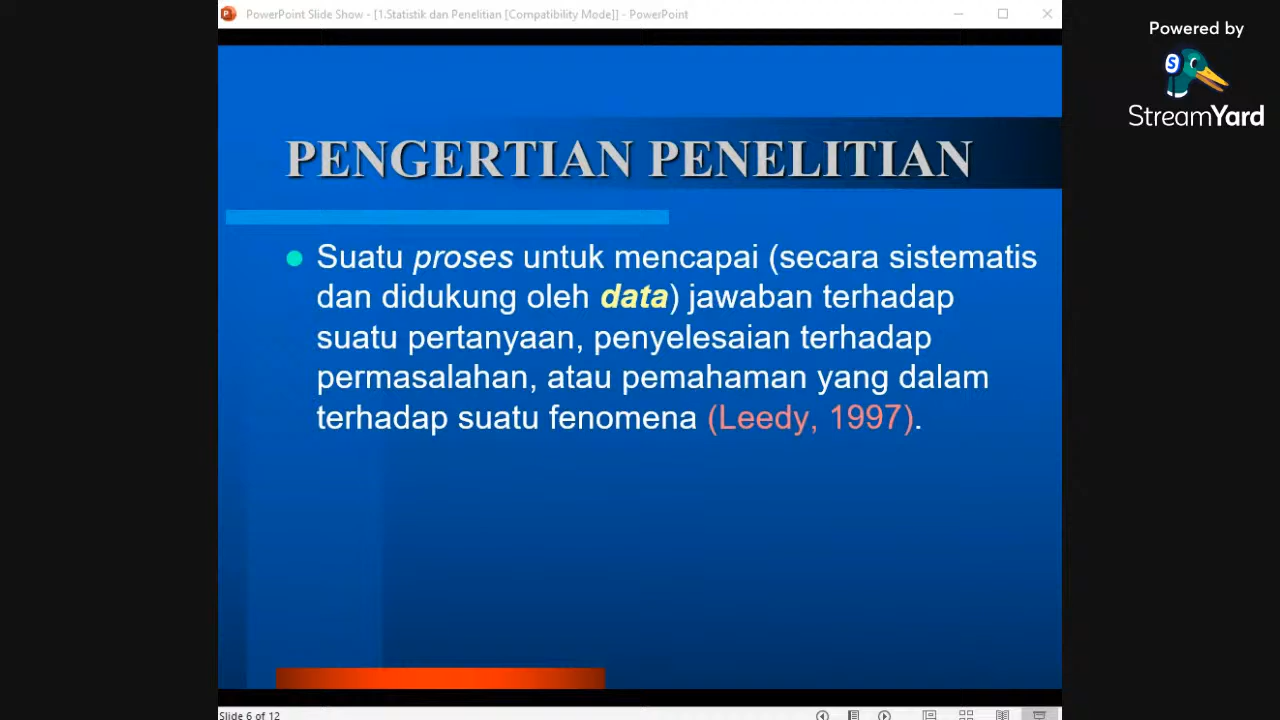 PowerPoint Slide Show - [1.Statistik dan Penelitian [Compatibility Mode]] - PowerPoint
Powered by
StreamYard
PENGERTIAN PENELITIAN
Suatu proses untuk mencapai (secara sistematis
dan didukung oleh data) jawaban terhadap
suatu pertanyaan, penyelesaian terhadap
permasalahan, atau pemahaman yang dalam
terhadap suatu fenomena (Leedy, 1997).
Slide 6 of 12